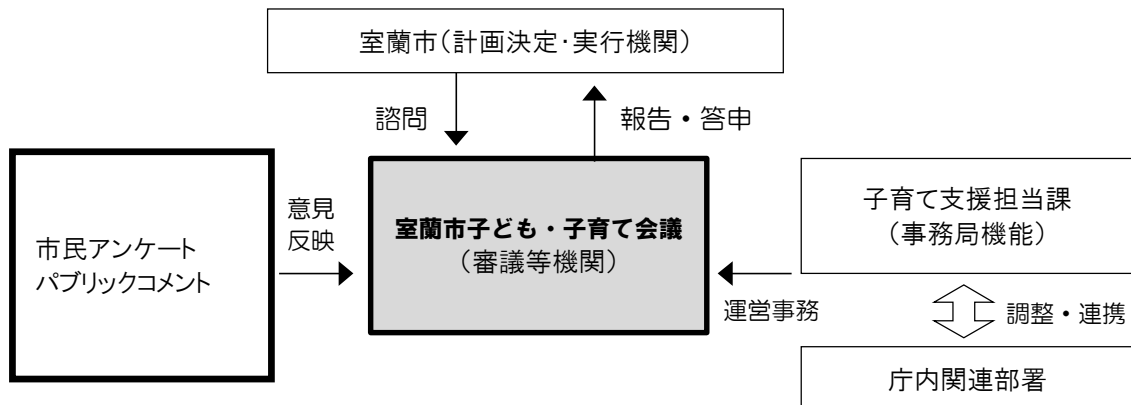 室蘭市(計画決定・実行機関)
諮問
報告・答申
市民アンケート
パブリックコメント
意見
反映
室蘭市子ども・子育て会議
(審議等機関)
子育て支援担当課
(事務局機能)
運営事務
調整・連携
庁内関連部署